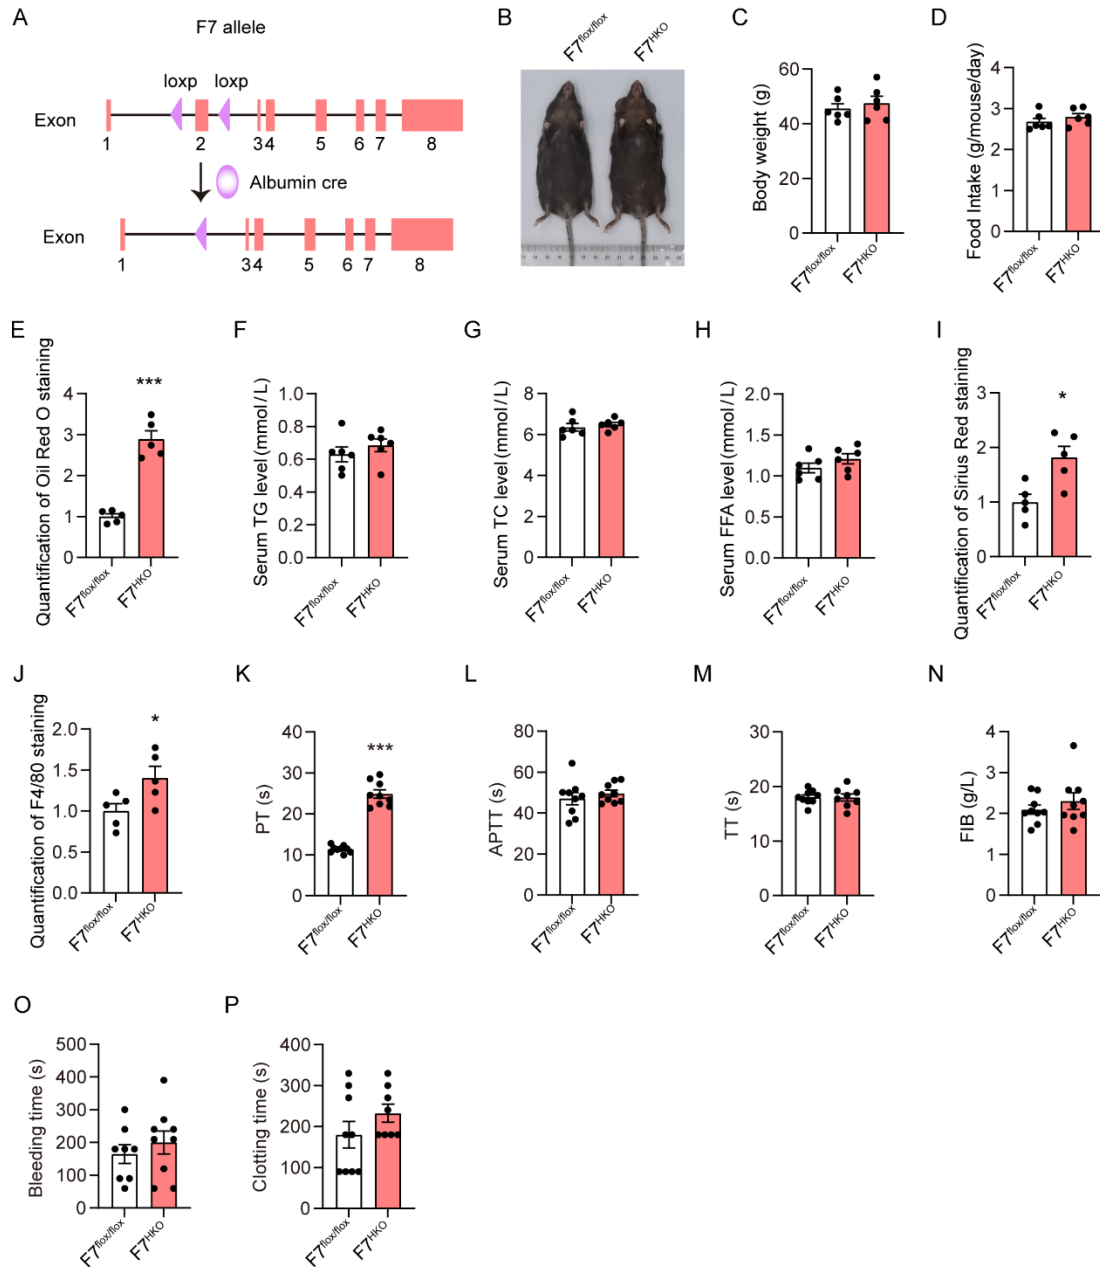 A
F7 allele
loxp
loxp
Exon
1
2
3 4
5
6
7
8
Albumin cre
Exon
1
3 4
5
6
7
8
B
F7flox/flox
F7HKO
C
Body weight (g)
60
40
20
0
F7flox/flox
F7HKO
D
Food Intake (g/mouse/day)
4
3
2
1
0
F7flox/flox
F7HKO
E
Quantification of Oil Red O staining
4
3
2
1
0
***
F7flox/flox
F7HKO
F
Serum TG level (mmol / L)
1.0
0.8
0.6
0.4
0.2
0.0
F7flox/flox
F7HKO
G
Serum TC level (mmol / L)
8
6
4
2
0
F7flox/flox
F7HKO
H
Serum FFA level (mmol / L)
2.0
1.5
1.0
0.5
0.0
F7flox/flox
F7HKO
I
Quantification of Sirius Red staining
3
2
1
0
*
F7flox/flox
F7HKO
J
Quantification of F4/80 staining
2.0
1.5
1.0
0.5
0.0
*
F7flox/flox
F7HKO
K
PT (s)
40
30
20
10
0
***
F7flox/flox
F7HKO
L
APTT (s)
80
60
40
20
0
F7flox/flox
F7HKO
M
TT (s)
30
20
10
0
F7flox/flox
F7HKO
N
FIB (g/L)
4
3
2
1
0
F7flox/flox
F7HKO
O
Bleeding time (s)
500
400
300
200
100
0
F7flox/flox
F7HKO
P
Clotting time (s)
400
300
200
100
0
F7flox/flox
F7HKO